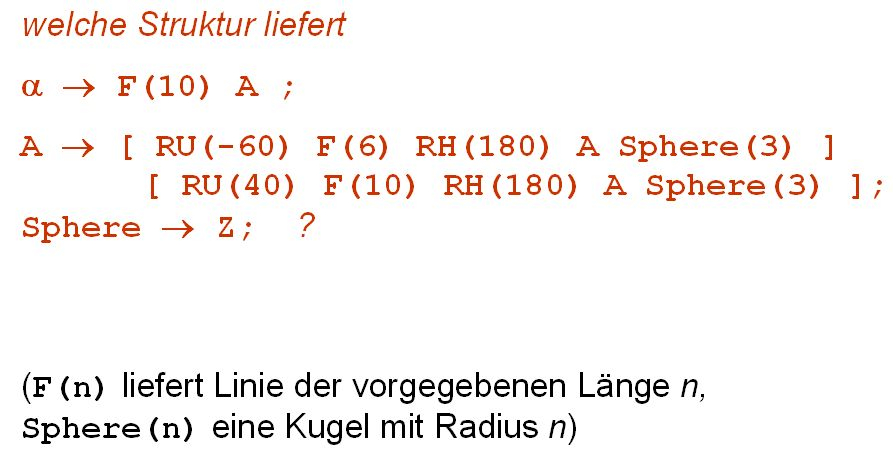 welche Struktur liefert
α → F(10) A ;
A → [ RU(-60) F(6) RH(180) A Sphere(3) ]
[ RU(40) F(10) RH(180) A Sphere(3) ];
Sphere → Z; ?
(F(n) liefert Linie der vorgegebenen Länge n,
Sphere(n) eine Kugel mit Radius n)